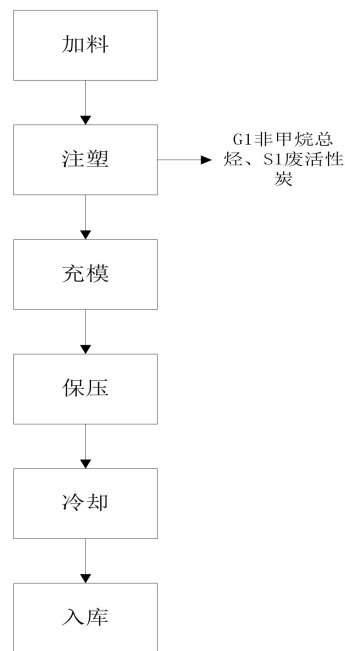 加料
注塑
G1非甲烷总
烃、S1废活性
炭
充模
保压
冷却
入库